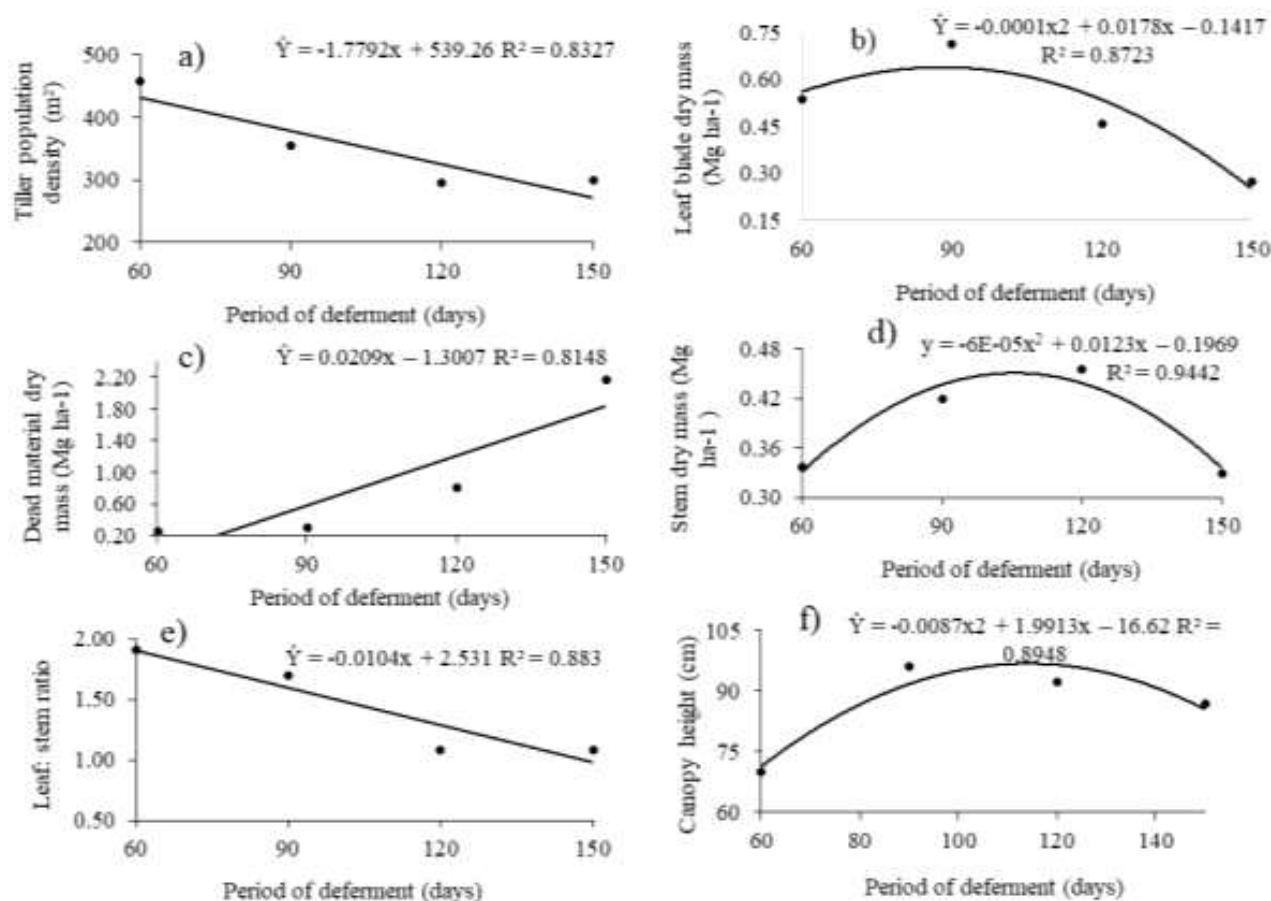 a)
Ŷ = -1.7792x + 539.26 R² = 0.8327
500
400
300
200
60
90
120
150
Tiller population
density (m²)
Period of deferment (days)
b)
Ŷ = -0.0001x2 + 0.0178x – 0.1417
R² = 0.8723
0.75
0.60
0.45
0.30
0.15
60
90
120
150
Leaf blade dry mass
(Mg ha-1)
Period of deferment (days)
c)
Ŷ = 0.0209x – 1.3007 R² = 0.8148
2.20
1.80
1.40
1.00
0.60
0.20
60
90
120
150
Dead material dry
mass (Mg ha-1)
Period of deferment (days)
d)
y = -6E-05x² + 0.0123x – 0.1969
R² = 0.9442
0.48
0.42
0.36
0.30
60
90
120
150
Stem dry mass (Mg
ha-1 )
Period of deferment (days)
e)
Ŷ = -0.0104x + 2.531 R² = 0.883
2.00
1.50
1.00
0.50
60
90
120
150
Leaf: stem ratio
Period of deferment (days)
f)
Ŷ = -0.0087x2 + 1.9913x – 16.62 R² =
0.8948
105
90
75
60
60
80
100
120
140
Canopy height (cm)
Period of deferment (days)